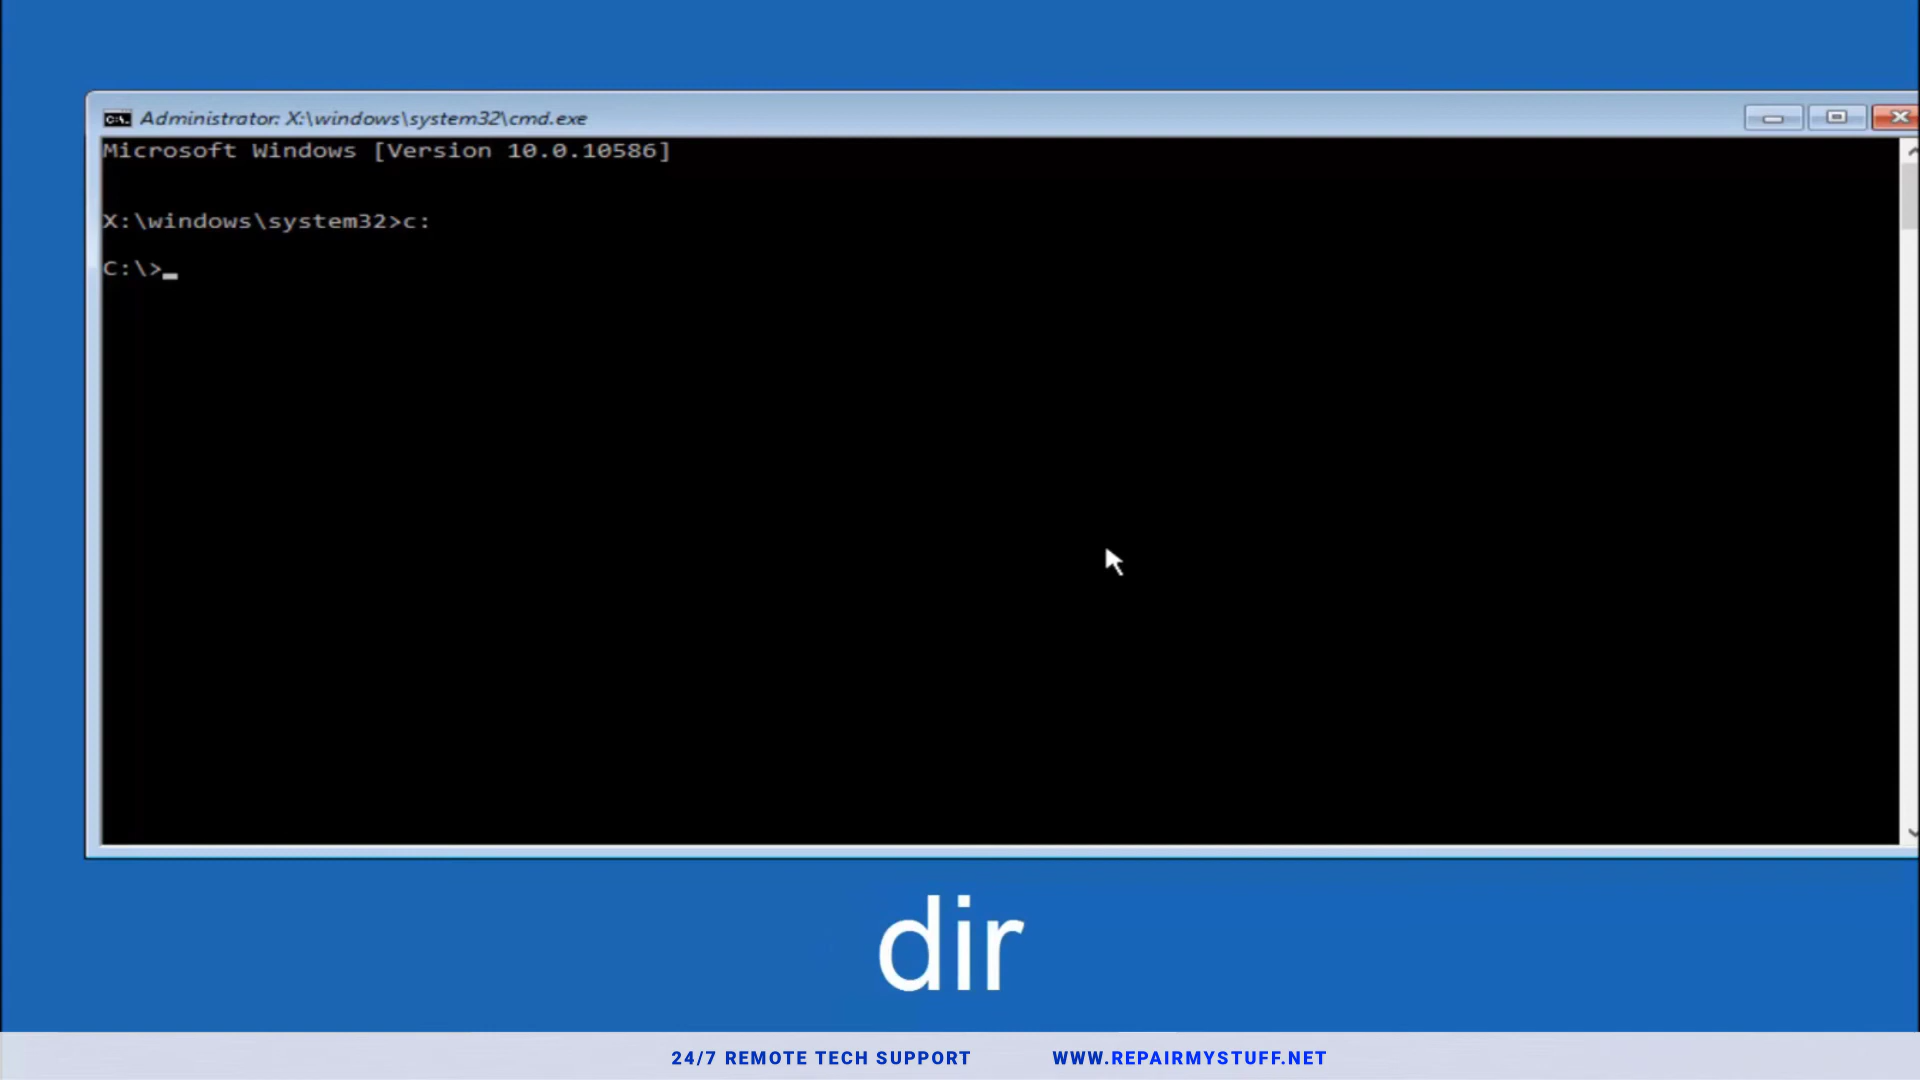 Administrator: X:\windows\system32\cmd.exe
Microsoft Windows [Version 10.0.10586]
X:\windows\system32>c:
C:\>_
dir
24/7 REMOTE TECH SUPPORT WWW.REPAIRMYSTUFF.NET